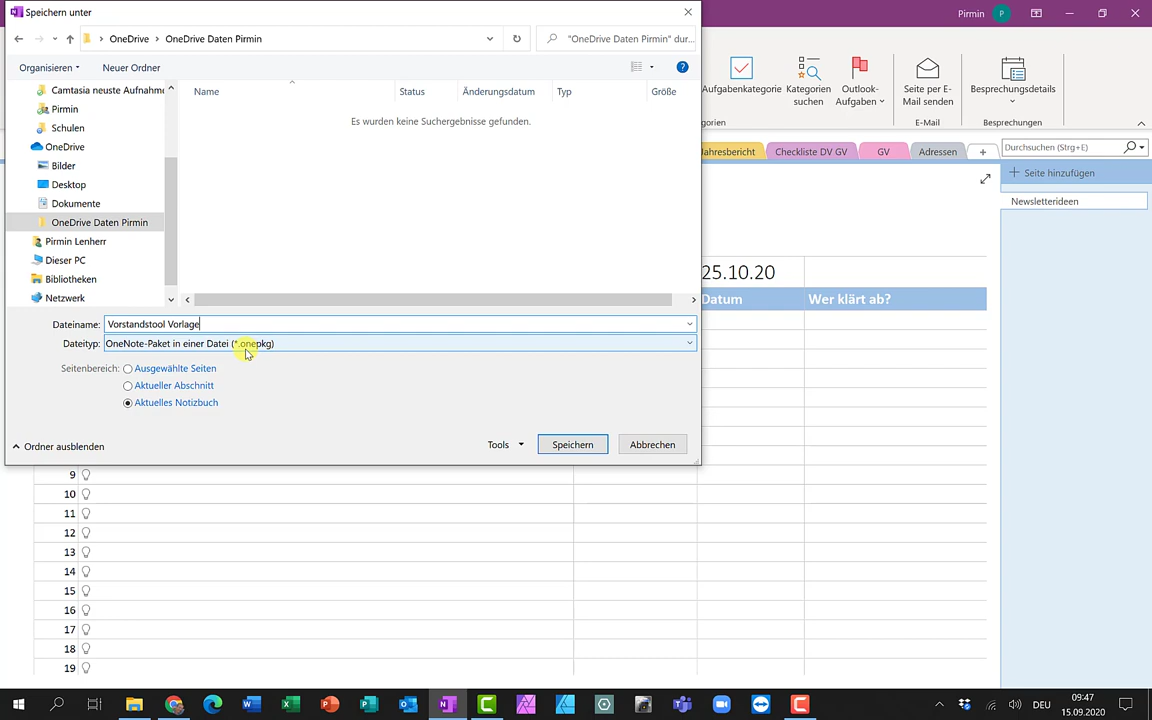 Speichern unter
Pirmin P
OneDrive OneDrive Daten Pirmin
"OneDrive Daten Pirmin" dur...
Organisieren Neuer Ordner
Camtasia neuste Aufnahm
Pirmin
Schulen
OneDrive
Bilder
Desktop
Dokumente
OneDrive Daten Pirmin
Pirmin Lenherr
Dieser PC
Bibliotheken
Netzwerk
Name Status Änderungsdatum Typ Größe
Es wurden keine Suchergebnisse gefunden.
Dateiname: Vorstandstool Vorlage
Dateityp: OneNote-Paket in einer Datei (*.onepkg)
Seitenbereich: Ausgewählte Seiten
Aktueller Abschnitt
Aktuelles Notizbuch
Ordner ausblenden Tools Speichern Abbrechen
Aufgabenkategorie
Kategorien
suchen
Outlook-
Aufgaben
Seite per E-
Mail senden
Besprechungsdetails
gorien E-Mail Besprechungen
Jahresbericht Checkliste DV GV GV Adressen +
Durchsuchen (Strg+E)
Seite hinzufügen
Newsletterideen
25.10.20
Datum Wer klärt ab?
9
10
11
12
13
14
15
16
17
18
19
DEU
09:47
15.09.2020